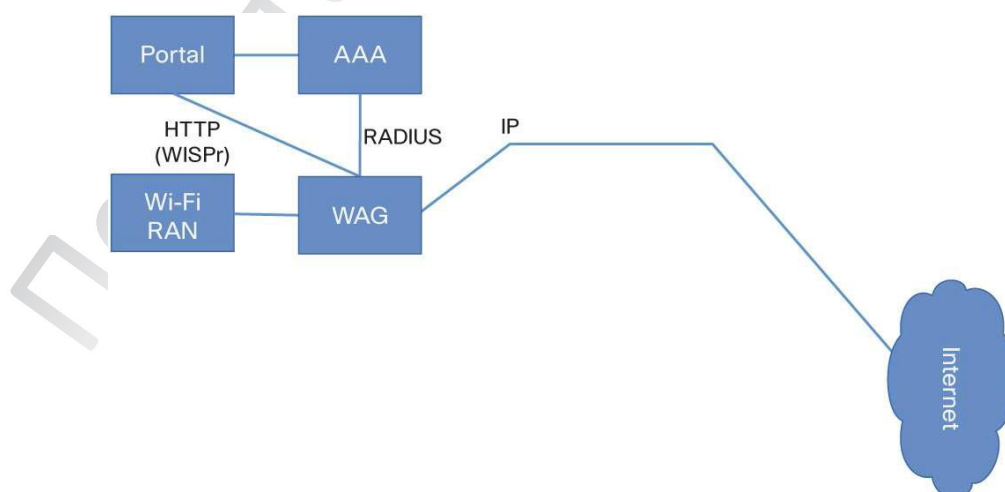 Portal
AAA
HTTP
(WISPr)
RADIUS
IP
Wi-Fi
RAN
WAG
Internet